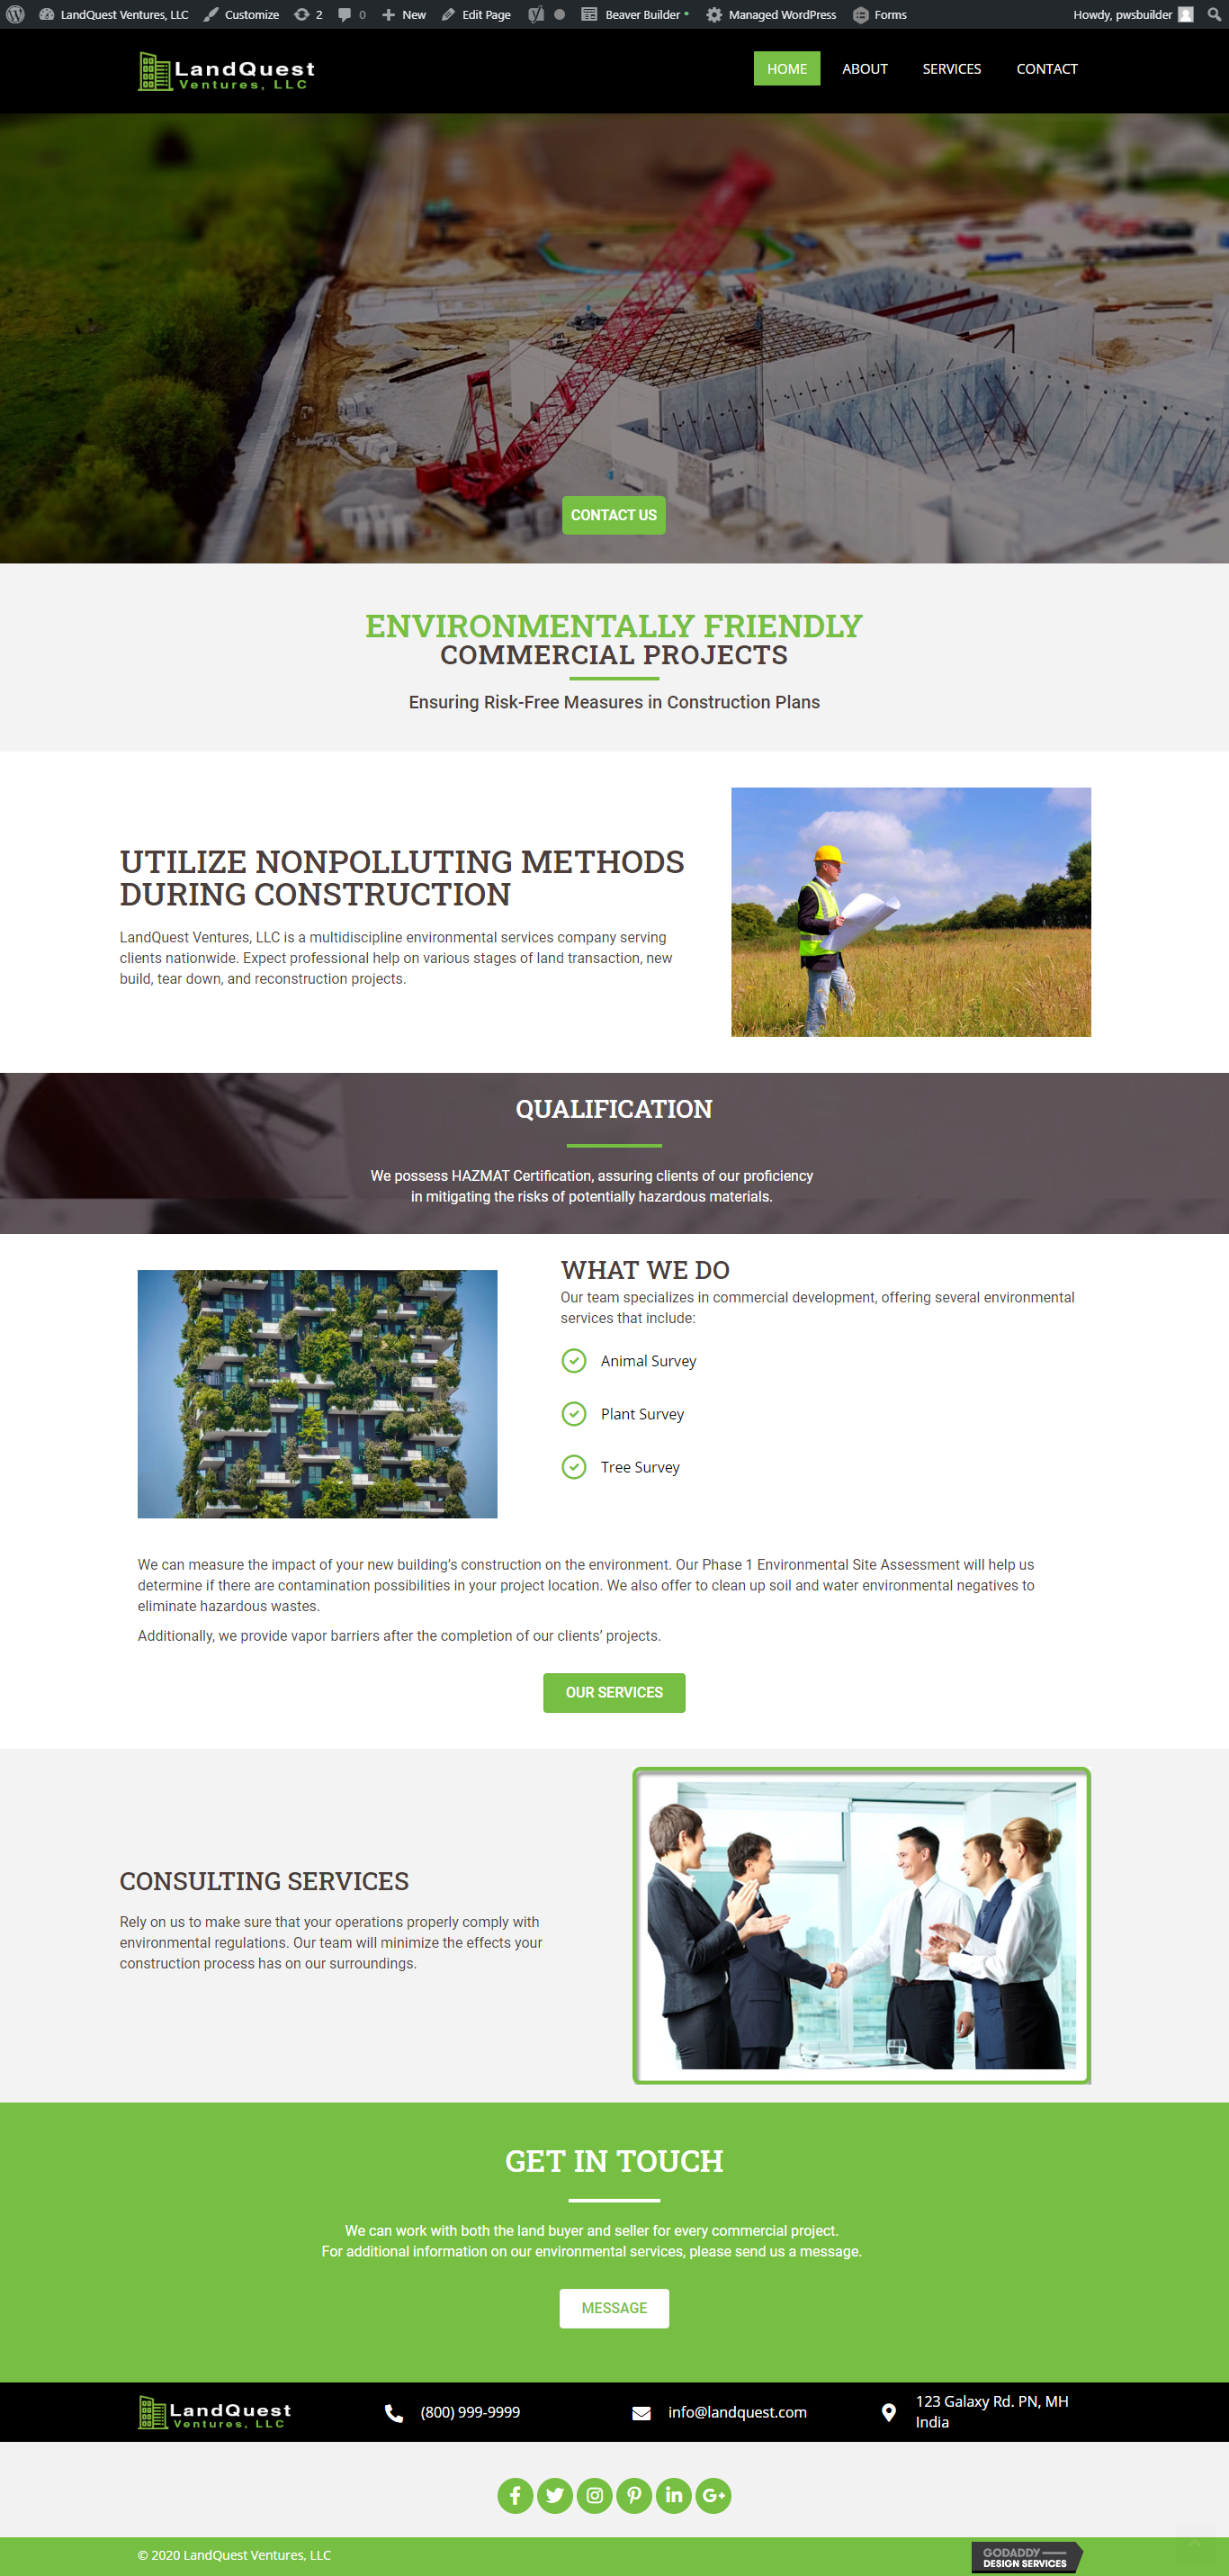 LandQuest Ventures, LLC Customize 2 0 New Edit Page Beaver Builder Managed WordPress Forms Howdy, pwsbuilder
LandQuest
Ventures, LLC
HOME ABOUT SERVICES CONTACT
CONTACT US
ENVIRONMENTALLY FRIENDLY
COMMERCIAL PROJECTS
Ensuring Risk-Free Measures in Construction Plans
UTILIZE NONPOLLUTING METHODS
DURING CONSTRUCTION
LandQuest Ventures, LLC is a multidiscipline environmental services company serving
clients nationwide. Expect professional help on various stages of land transaction, new
build, tear down, and reconstruction projects.
QUALIFICATION
We possess HAZMAT Certification, assuring clients of our proficiency
in mitigating the risks of potentially hazardous materials.
WHAT WE DO
Our team specializes in commercial development, offering several environmental
services that include:
Animal Survey
Plant Survey
Tree Survey
We can measure the impact of your new building’s construction on the environment. Our Phase 1 Environmental Site Assessment will help us
determine if there are contamination possibilities in your project location. We also offer to clean up soil and water environmental negatives to
eliminate hazardous wastes.
Additionally, we provide vapor barriers after the completion of our clients’ projects.
OUR SERVICES
CONSULTING SERVICES
Rely on us to make sure that your operations properly comply with
environmental regulations. Our team will minimize the effects your
construction process has on our surroundings.
GET IN TOUCH
We can work with both the land buyer and seller for every commercial project.
For additional information on our environmental services, please send us a message.
MESSAGE
LandQuest
Ventures, LLC
(800) 999-9999
info@landquest.com
123 Galaxy Rd. PN, MH
India
© 2020 LandQuest Ventures, LLC
GODADDY
DESIGN SERVICES